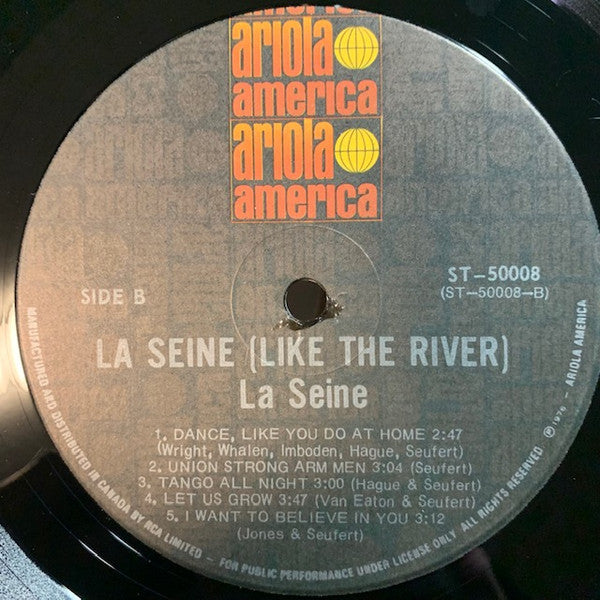 america
ariola
america
ariola
america
SIDE B
ST-50008
(ST-50008-B)
LA SEINE (LIKE THE RIVER)
La Seine
1. DANCE, LIKE YOU DO AT HOME 2:47
(Wright, Whalen, Imboden, Hague, Seufert)
2. UNION STRONG ARM MEN 3:04 (Seufert)
3. TANGO ALL NIGHT 3:00 (Hague & Seufert)
4. LET US GROW 3:47 (Van Eaton & Seufert)
5. I WANT TO BELIEVE IN YOU 3:12
(Jones & Seufert)
MANUFACTURED AND DISTRIBUTED IN CANADA BY RCA LIMITED - FOR PUBLIC PERFORMANCE UNDER LICENSE ONLY. ALL RIGHTS RESERVED
℗ 1976 - ARIOLA AMERICA